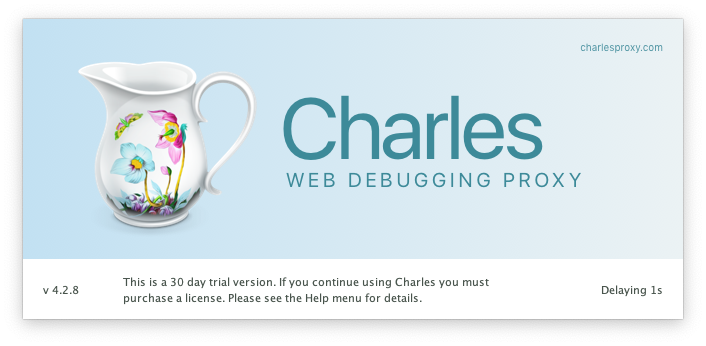 charlesproxy.com
Charles
WEB DEBUGGING PROXY
v 4.2.8
This is a 30 day trial version. If you continue using Charles you must
purchase a license. Please see the Help menu for details.
Delaying 1s